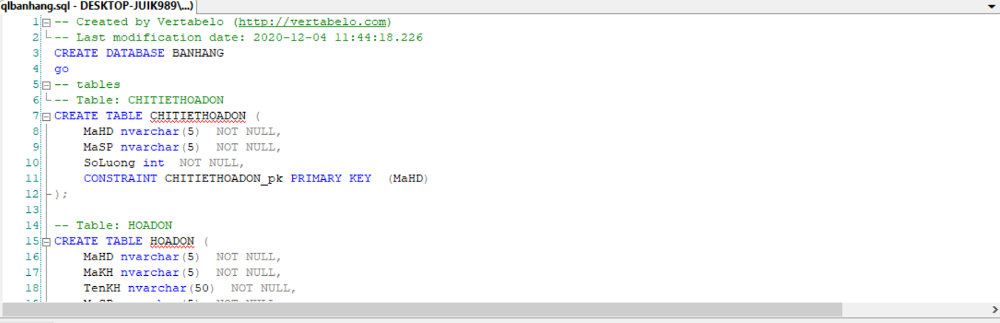 qlbanhang.sql - DESKTOP-JUIK989\...)
1 -- Created by Vertabelo (http://vertabelo.com)
2 -- Last modification date: 2020-12-04 11:44:18.226
3 CREATE DATABASE BANHANG
4 go
5 -- tables
6 -- Table: CHITIETHOADON
7 CREATE TABLE CHITIETHOADON (
8 MaHD nvarchar(5) NOT NULL,
9 MaSP nvarchar(5) NOT NULL,
10 SoLuong int NOT NULL,
11 CONSTRAINT CHITIETHOADON_pk PRIMARY KEY (MaHD)
12 );
13
14 -- Table: HOADON
15 CREATE TABLE HOADON (
16 MaHD nvarchar(5) NOT NULL,
17 MaKH nvarchar(5) NOT NULL,
18 TenKH nvarchar(50) NOT NULL,